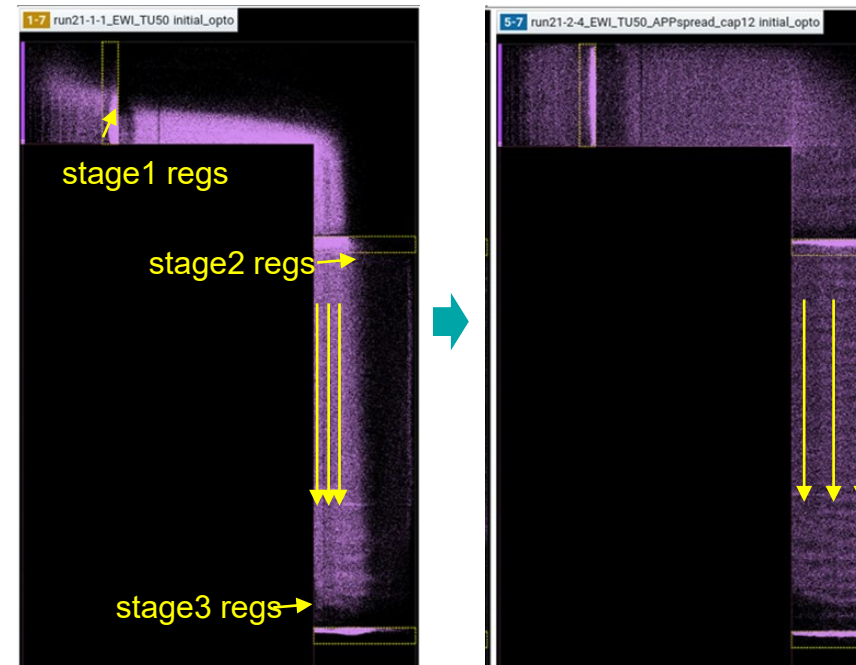 1-7 run21-1-1_EWI_TU50 initial_opto
5-7 run21-2-4_EWI_TU50_APPspread_cap12 initial_opto
stage1 regs
stage2 regs
stage3 regs